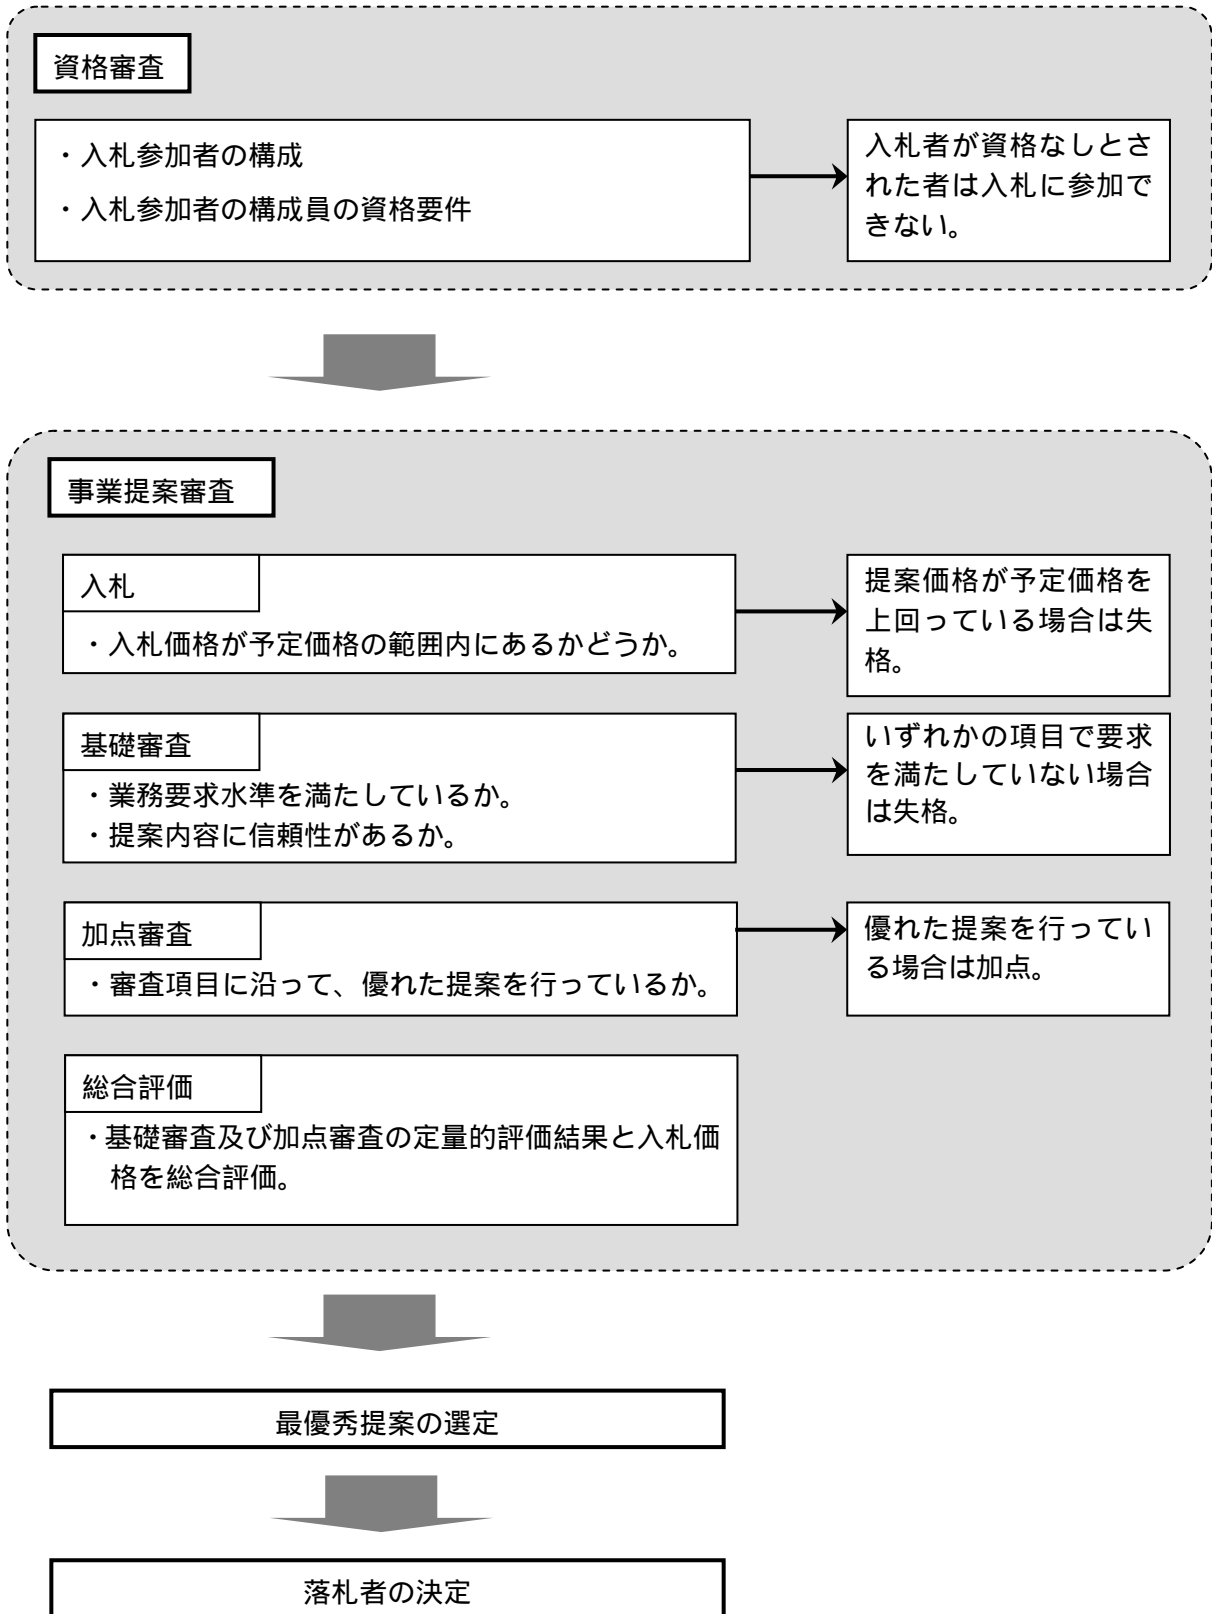 資格審査
・入札参加者の構成
・入札参加者の構成員の資格要件
入札者が資格なしとさ
れた者は入札に参加で
きない。
事業提案審査
入札
・入札価格が予定価格の範囲内にあるかどうか。
提案価格が予定価格を
上回っている場合は失
格。
基礎審査
・業務要求水準を満たしているか。
・提案内容に信頼性があるか。
いずれかの項目で要求
を満たしていない場合
は失格。
加点審査
・審査項目に沿って、優れた提案を行っているか。
優れた提案を行ってい
る場合は加点。
総合評価
・基礎審査及び加点審査の定量的評価結果と入札価
格を総合評価。
最優秀提案の選定
落札者の決定